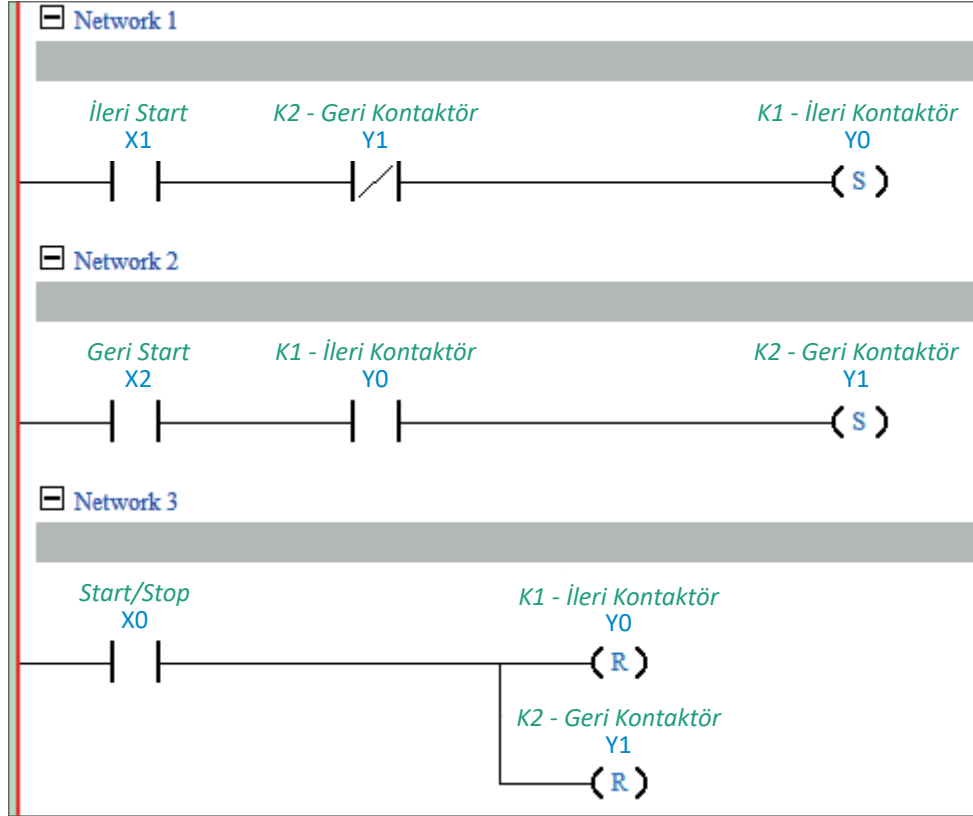 Network 1
İleri Start
K2 - Geri Kontaktör
K1 - İleri Kontaktör
X1
Y1
Y0
S
Network 2
Geri Start
K1 - İleri Kontaktör
K2 - Geri Kontaktör
X2
Y0
Y1
S
Network 3
Start/Stop
K1 - İleri Kontaktör
X0
Y0
R
K2 - Geri Kontaktör
Y1
R